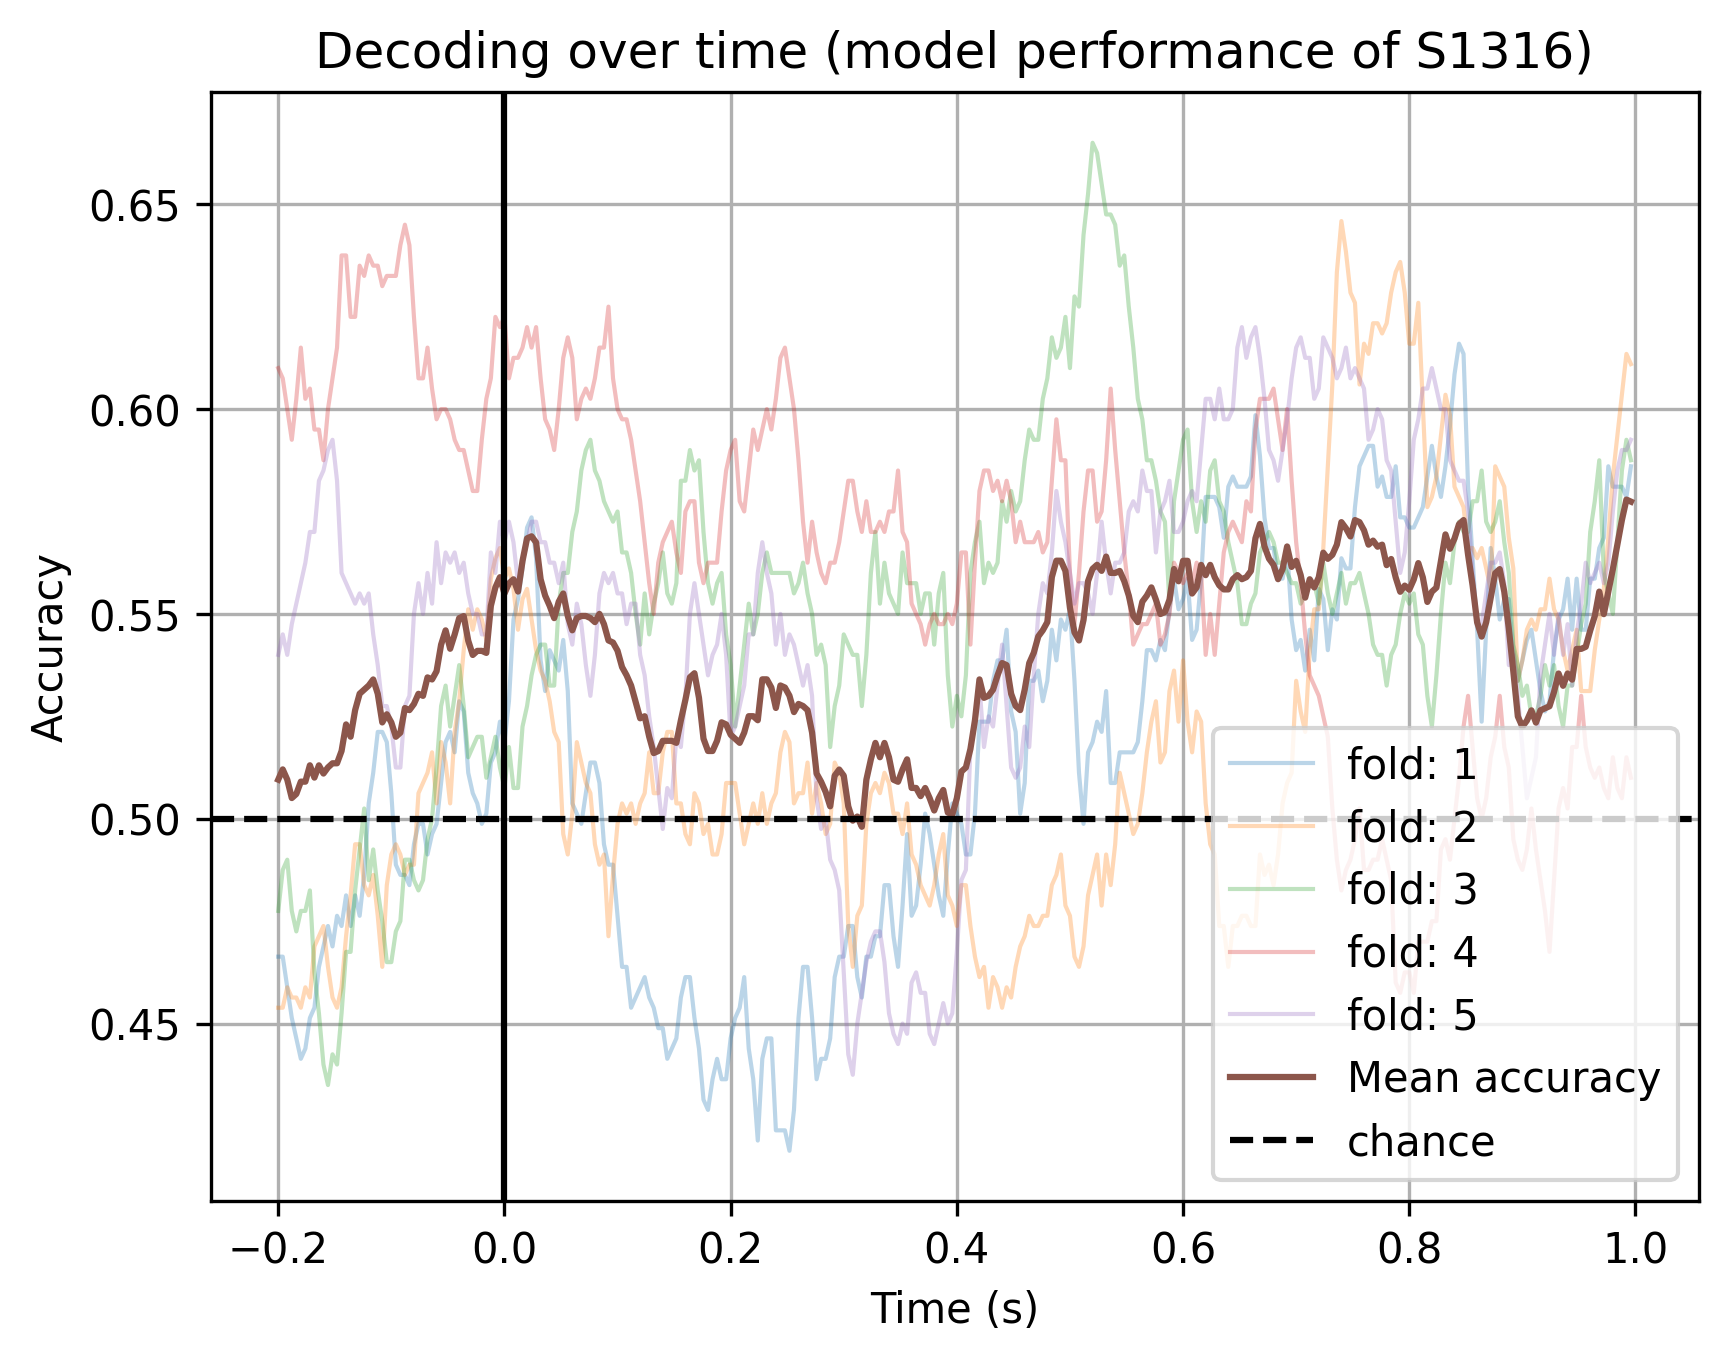 Decoding over time (model performance of S1316)
Accuracy
0.65
0.60
0.55
0.50
0.45
−0.2 0.0 0.2 0.4 0.6 0.8 1.0
Time (s)
fold: 1
fold: 2
fold: 3
fold: 4
fold: 5
Mean accuracy
chance